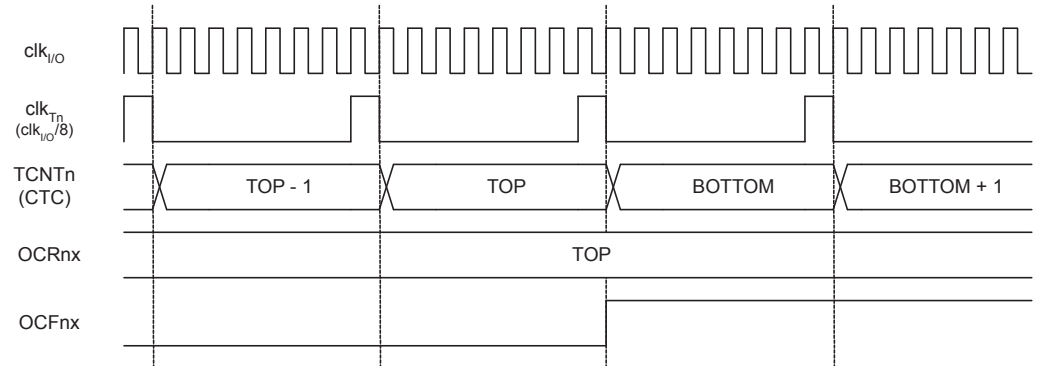 clkI/O
clkTn
(clkI/O/8)
TCNTn
(CTC)
TOP - 1
TOP
BOTTOM
BOTTOM + 1
OCRnx
TOP
OCFnx